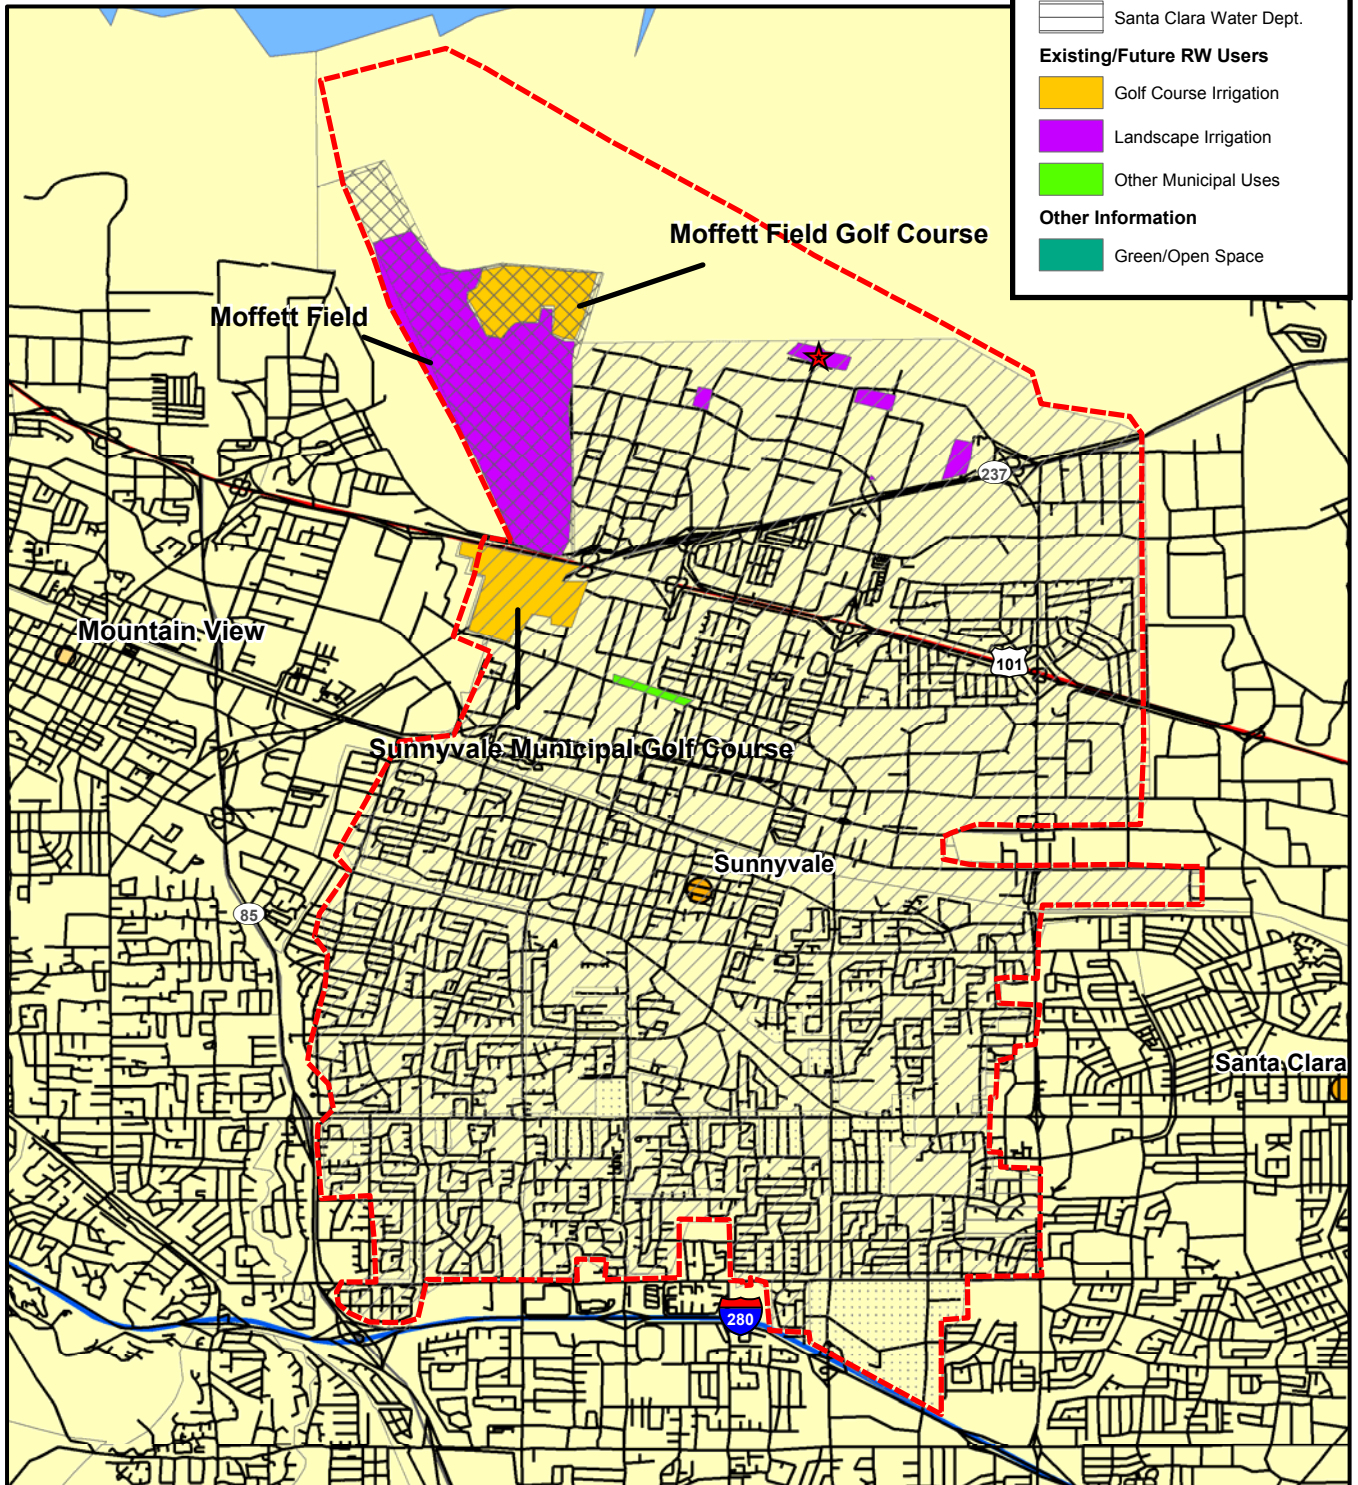 Santa Clara Water Dept.
Existing/Future RW Users
Golf Course Irrigation
Landscape Irrigation
Other Municipal Uses
Other Information
Green/Open Space
Moffett Field Golf Course
Moffett Field
237
Mountain View
101
Sunnyvale Municipal Golf Course
Sunnyvale
85
Santa Clara
280